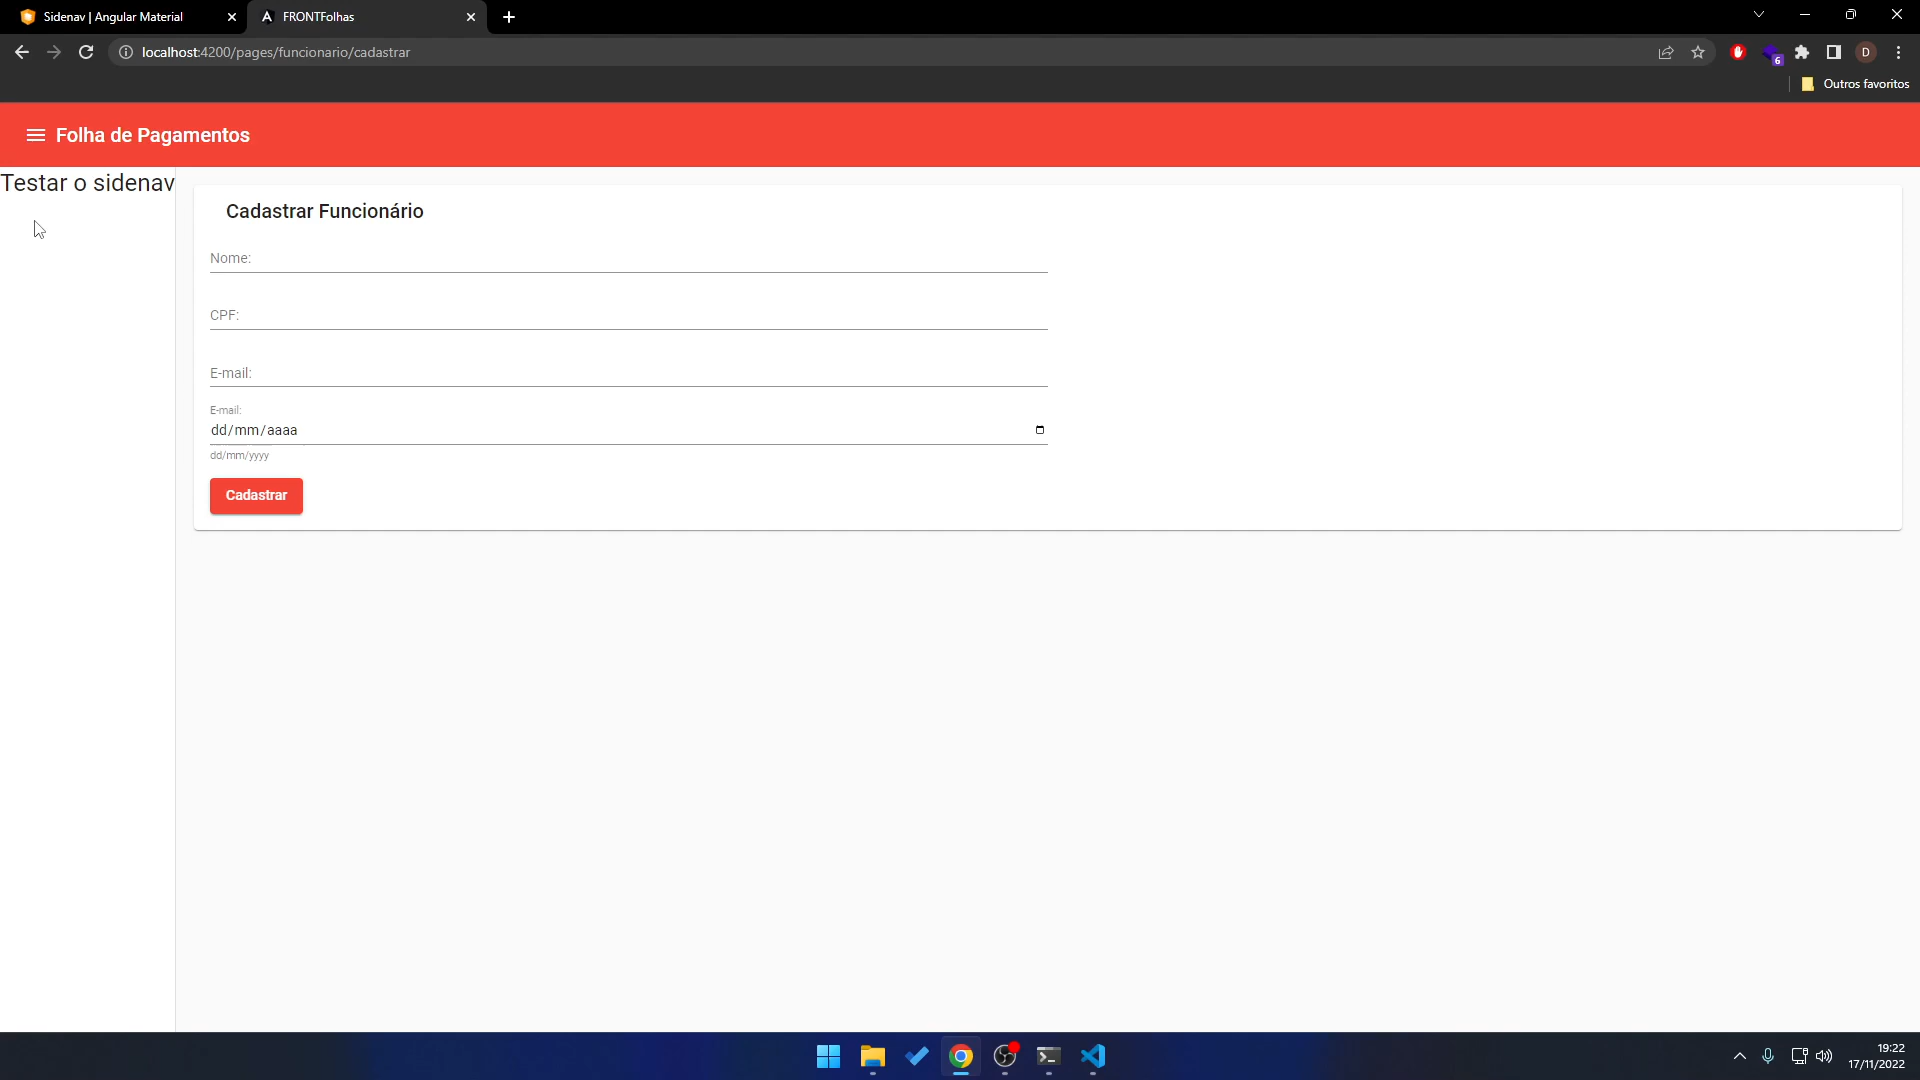 Sidenav | Angular Material
FRONTFolhas
localhost:4200/pages/funcionario/cadastrar
6
D
Outros favoritos
Folha de Pagamentos
Testar o sidenav
Cadastrar Funcionário
Nome:
CPF:
E-mail:
E-mail:
dd/mm/aaaa
dd/mm/yyyy
Cadastrar
19:22
17/11/2022